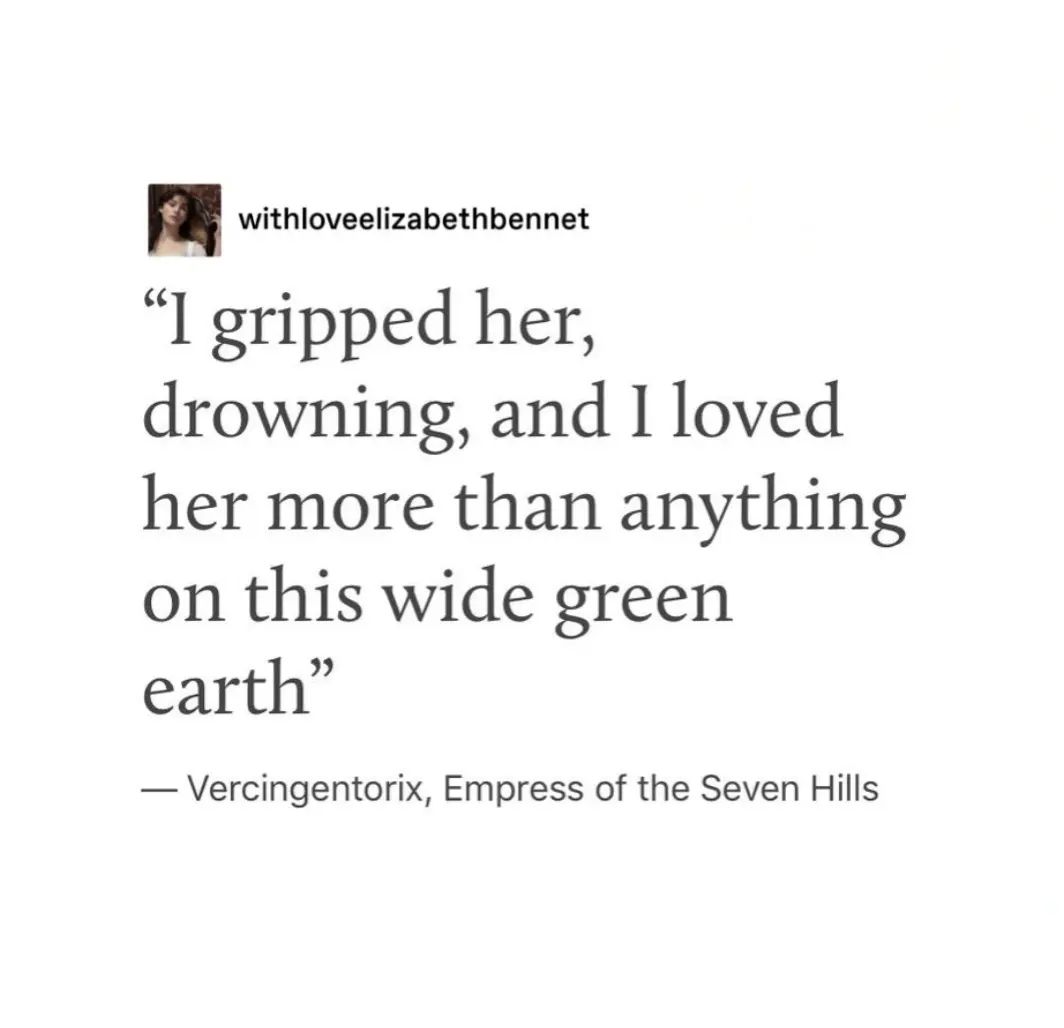 withloveelizabethbennet
“I gripped her,
drowning, and I loved
her more than anything
on this wide green
earth”
— Vercingentorix, Empress of the Seven Hills